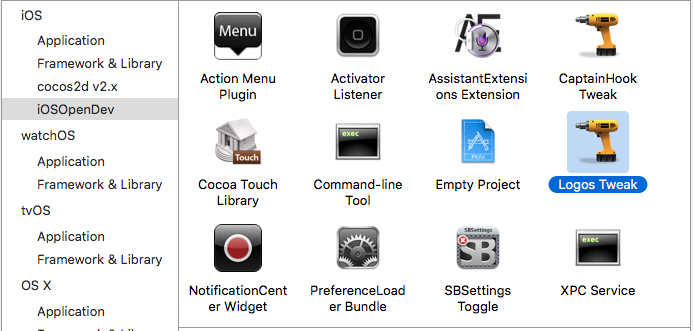 iOS
Application
Framework & Library
cocos2d v2.x
iOSOpenDev
watchOS
Application
Framework & Library
tvOS
Application
Framework & Library
OS X
Application
Menu
Action Menu
Plugin
Activator
Listener
AE
AssistantExtensi
ons Extension
CaptainHook
Tweak
Touch
Cocoa Touch
Library
exec
Command-line
Tool
PROJ
Empty Project
Logos Tweak
NotificationCent
er Widget
PreferenceLoad
er Bundle
SBSettings
SB
SBSettings
Toggle
exec
XPC Service